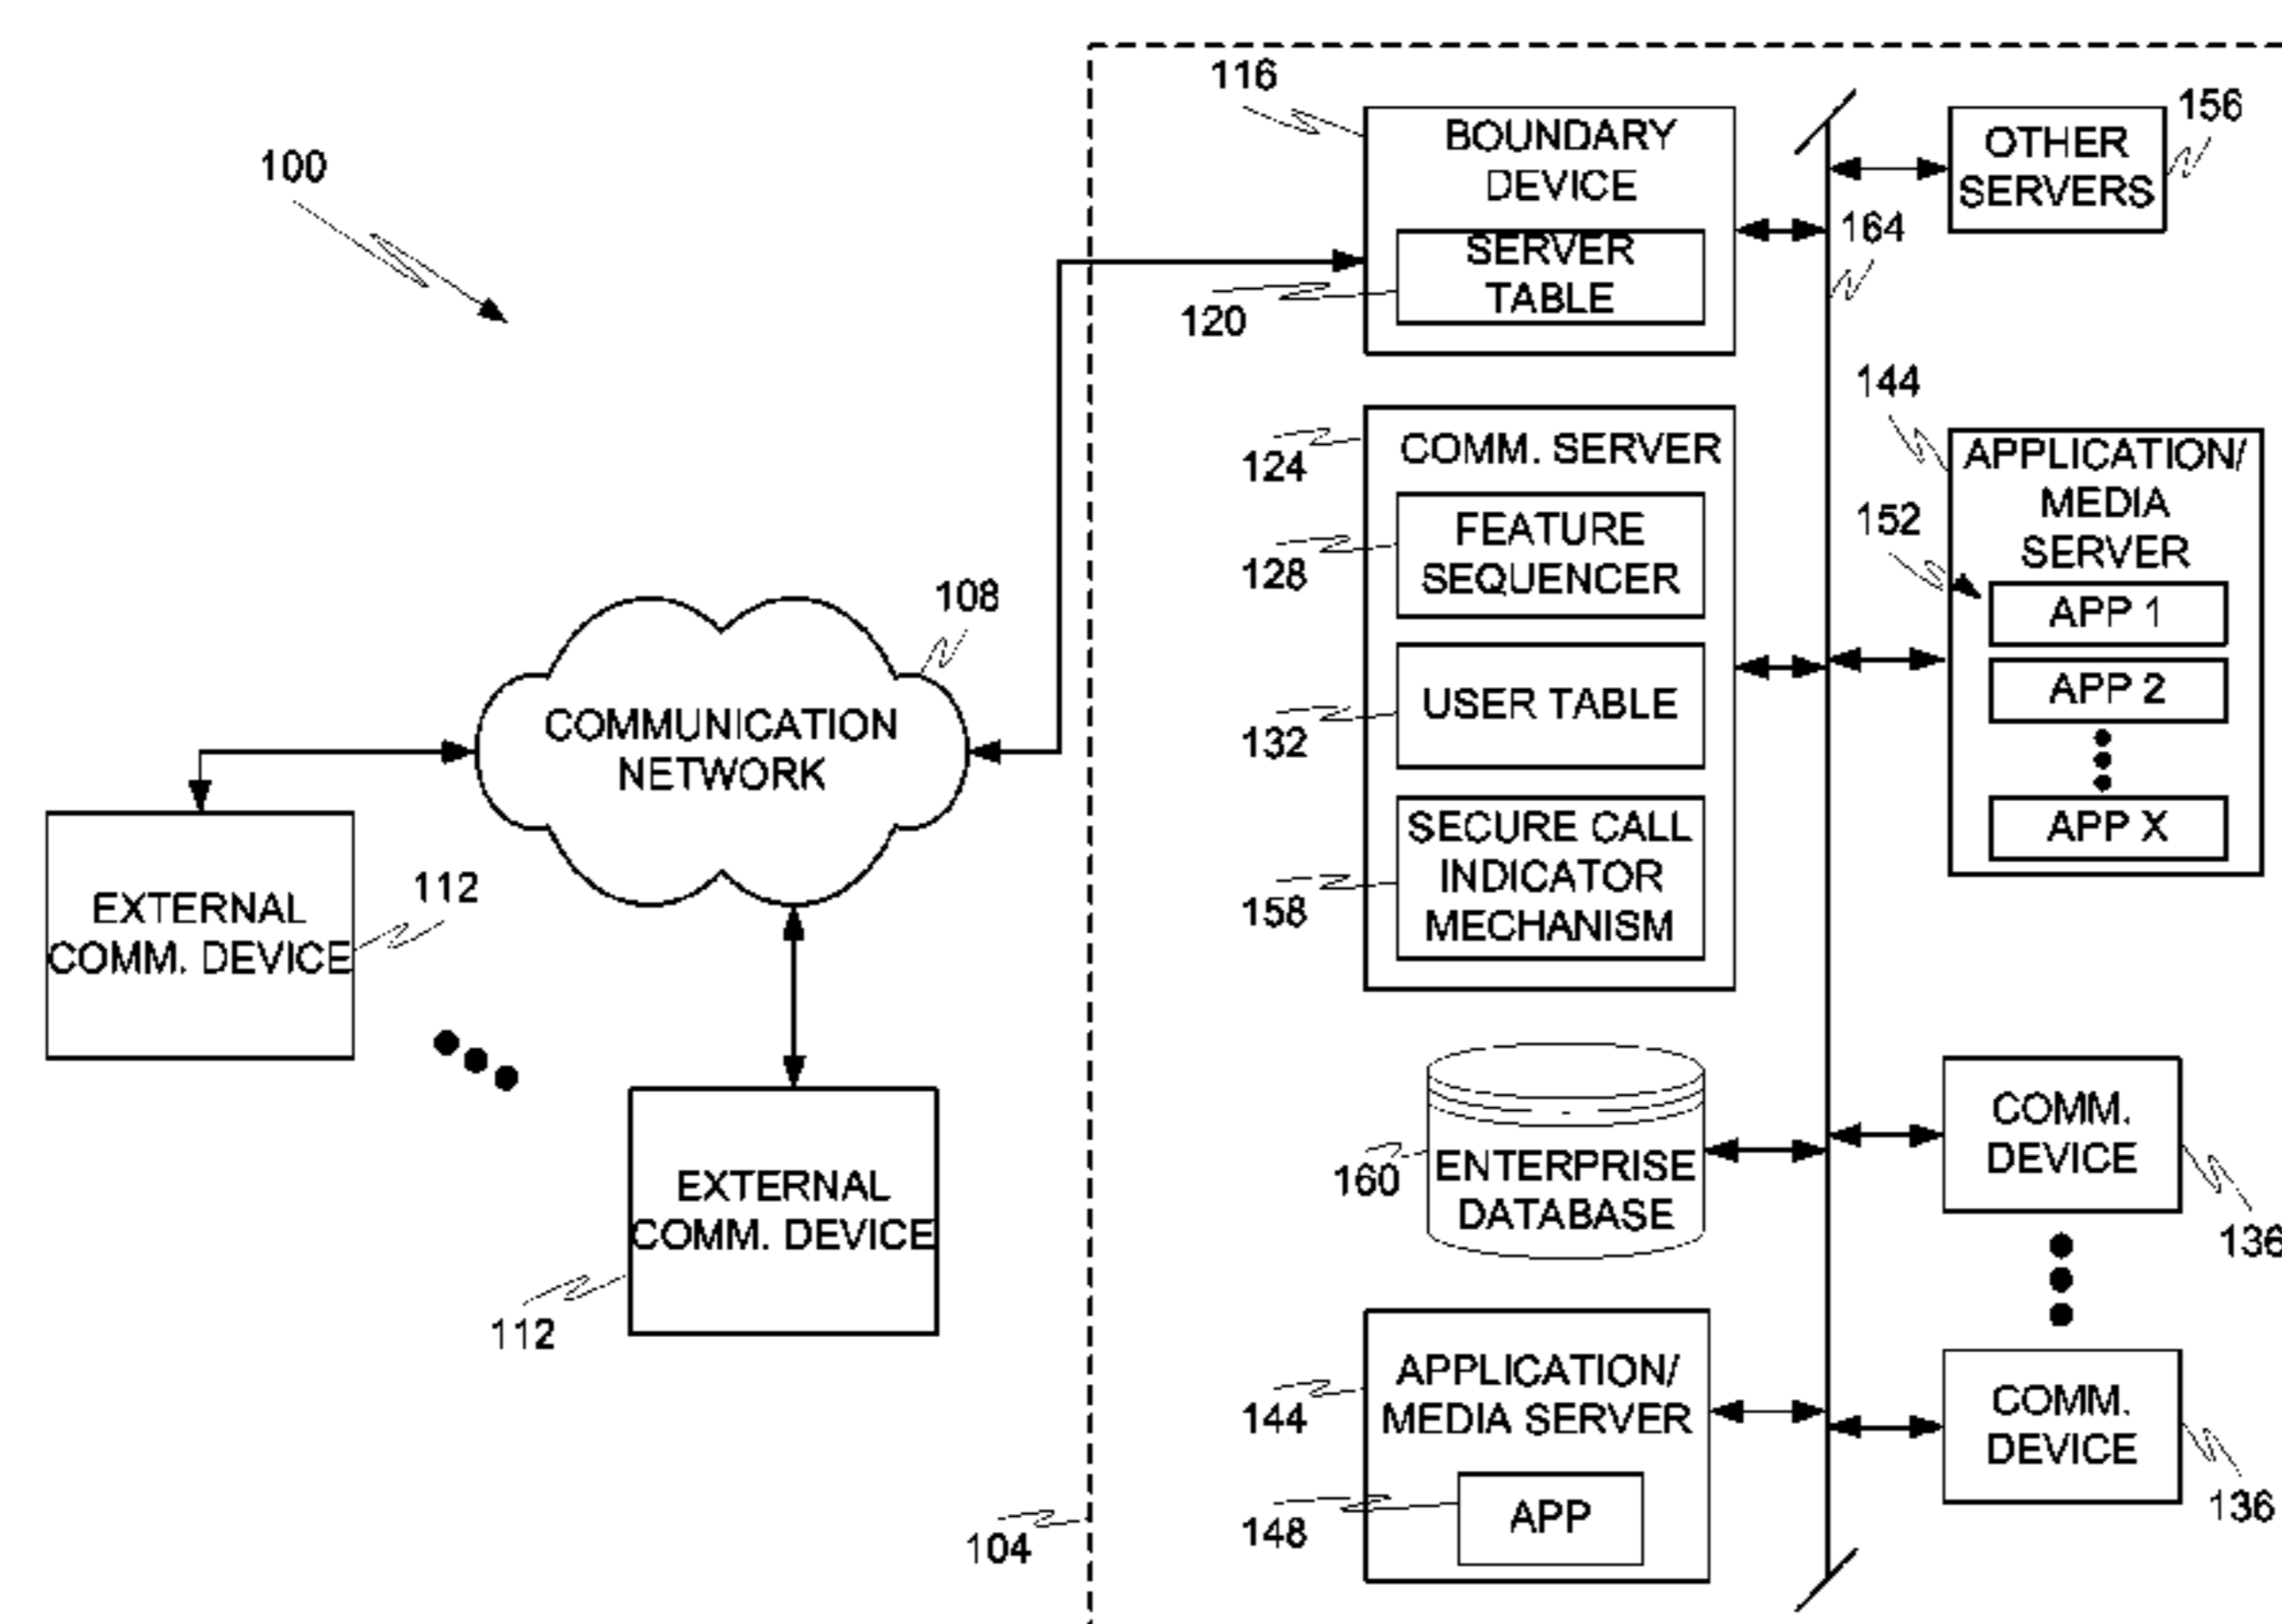 100
108
COMMUNICATION
NETWORK
112
EXTERNAL
COMM. DEVICE
EXTERNAL
COMM. DEVICE
112
104
116
BOUNDARY
DEVICE
SERVER
TABLE
120
124
COMM. SERVER
FEATURE
SEQUENCER
128
USER TABLE
132
SECURE CALL
INDICATOR
MECHANISM
158
160
ENTERPRISE
DATABASE
APPLICATION/
MEDIA SERVER
144
APP
148
156
OTHER
SERVERS
164
144
APPLICATION/
MEDIA
SERVER
152
APP 1
APP 2
APP X
COMM.
DEVICE
136
COMM.
DEVICE
136